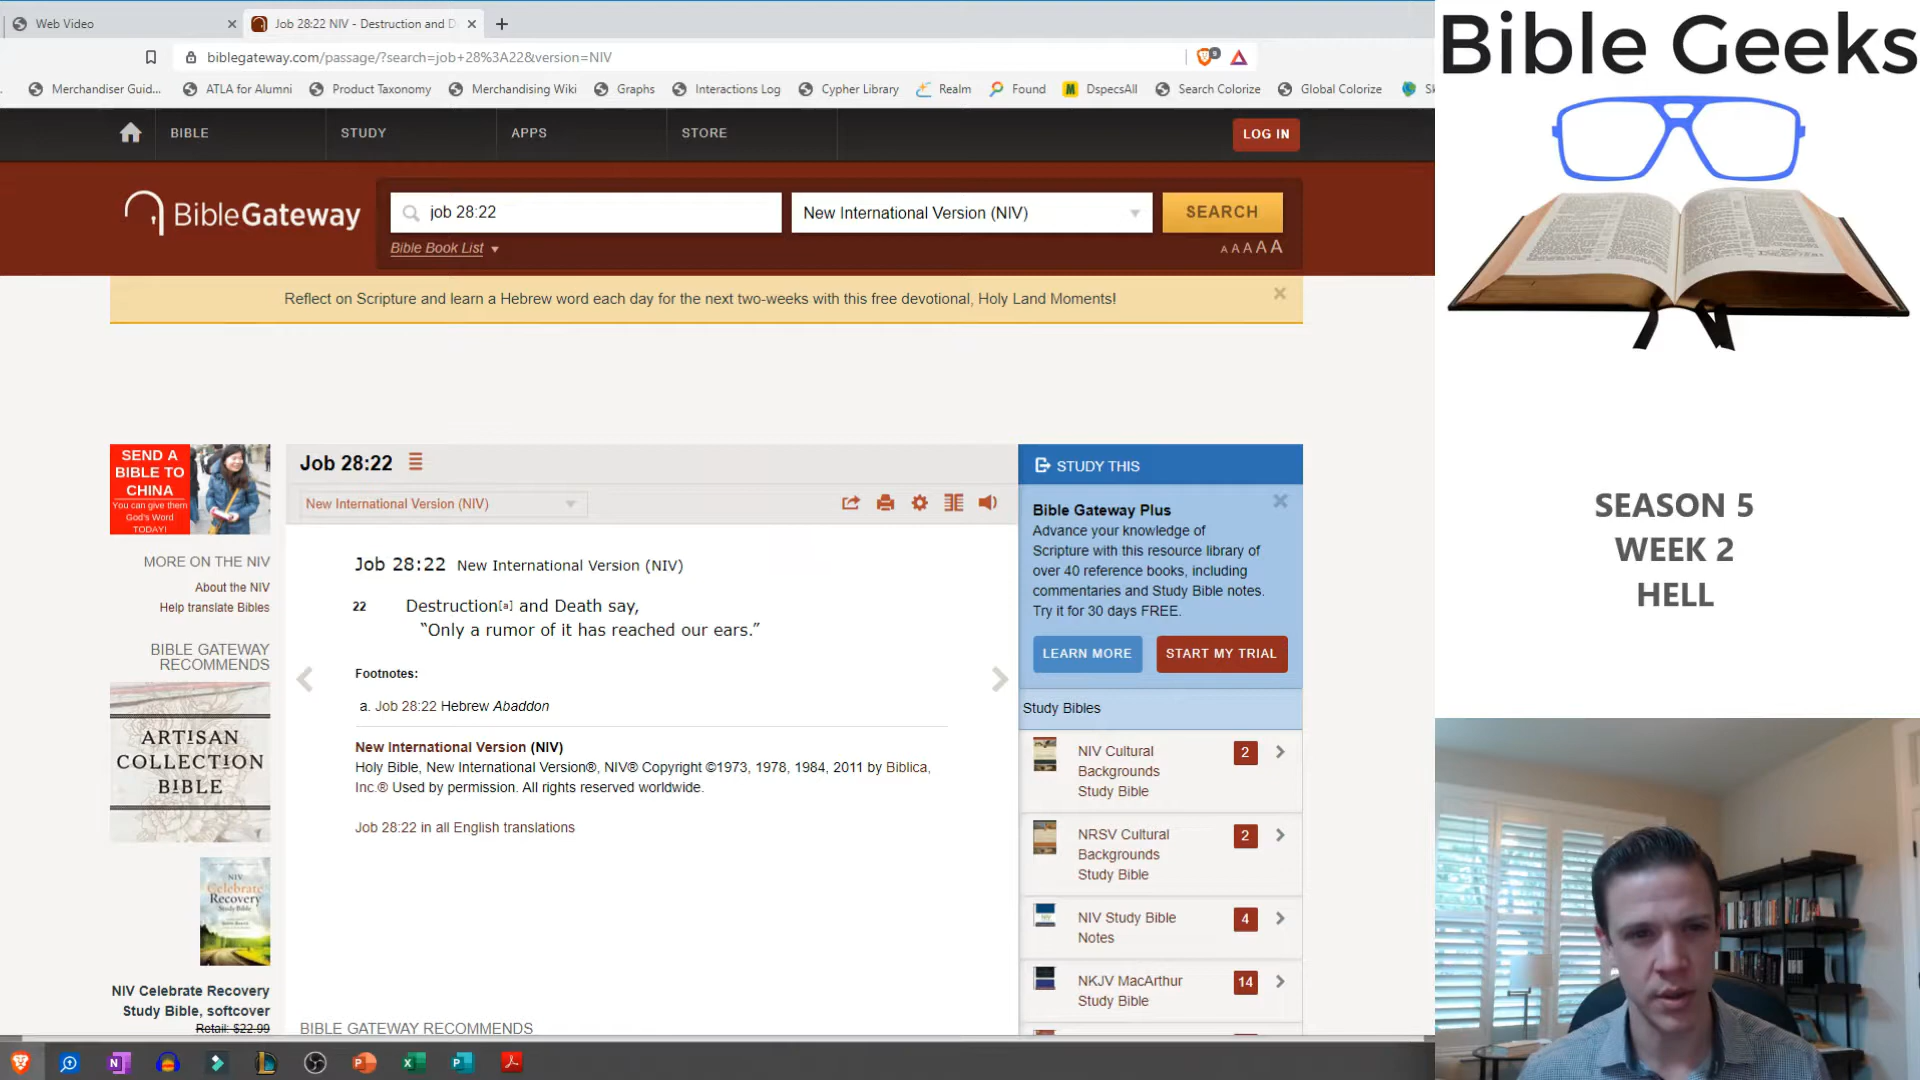 Web Video
Job 28:22 NIV - Destruction and D
biblegateway.com/passage/?search=job+28%3A22&version=NIV
9
Merchandiser Guid...
ATLA for Alumni
Product Taxonomy
Merchandising Wiki
Graphs
Interactions Log
Cypher Library
Realm
Found
DspecsAll
Search Colorize
Global Colorize
BIBLE
STUDY
APPS
STORE
LOG IN
BibleGateway
job 28:22
New International Version (NIV)
SEARCH
Bible Book List
A A A A A
Reflect on Scripture and learn a Hebrew word each day for the next two-weeks with this free devotional, Holy Land Moments!
SEND A
BIBLE TO
CHINA
You can give them
God's Word
TODAY!
MORE ON THE NIV
About the NIV
Help translate Bibles
BIBLE GATEWAY
RECOMMENDS
ARTISAN
COLLECTION
BIBLE
NIV
Celebrate
Recovery
Study Bible
NIV Celebrate Recovery
Study Bible, softcover
Retail: $22.99
Job 28:22
New International Version (NIV)
Job 28:22 New International Version (NIV)
22 Destruction[a] and Death say,
“Only a rumor of it has reached our ears.”
Footnotes:
a. Job 28:22 Hebrew Abaddon
New International Version (NIV)
Holy Bible, New International Version®, NIV® Copyright ©1973, 1978, 1984, 2011 by Biblica,
Inc.® Used by permission. All rights reserved worldwide.
Job 28:22 in all English translations
BIBLE GATEWAY RECOMMENDS
STUDY THIS
Bible Gateway Plus
Advance your knowledge of
Scripture with this resource library of
over 40 reference books, including
commentaries and Study Bible notes.
Try it for 30 days FREE.
LEARN MORE
START MY TRIAL
Study Bibles
NIV Cultural
Backgrounds
Study Bible
2
NRSV Cultural
Backgrounds
Study Bible
2
NIV Study Bible
Notes
4
NKJV MacArthur
Study Bible
14
Bible Geeks
SEASON 5
WEEK 2
HELL